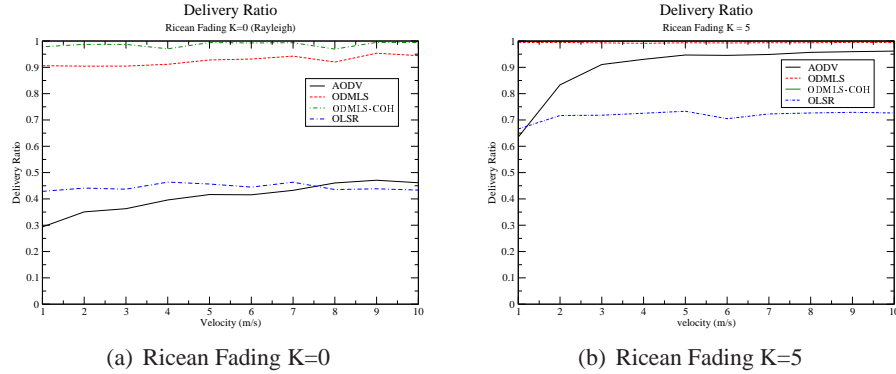 Delivery Ratio
Ricean Fading K=0 (Rayleigh)
1
0.9
0.8
0.7
0.6
0.5
0.4
0.3
0.2
0.1
0
Delivery Ratio
AODV
ODMLS
ODMLS-COH
OLSR
1 2 3 4 5 6 7 8 9 10
Velocity (m/s)
(a) Ricean Fading K=0
Delivery Ratio
Ricean Fading K = 5
1
0.9
0.8
0.7
0.6
0.5
0.4
0.3
0.2
0.1
0
Delivery Ratio
AODV
ODMLS
ODMLS-COH
OLSR
1 2 3 4 5 6 7 8 9 10
velocity (m/s)
(b) Ricean Fading K=5